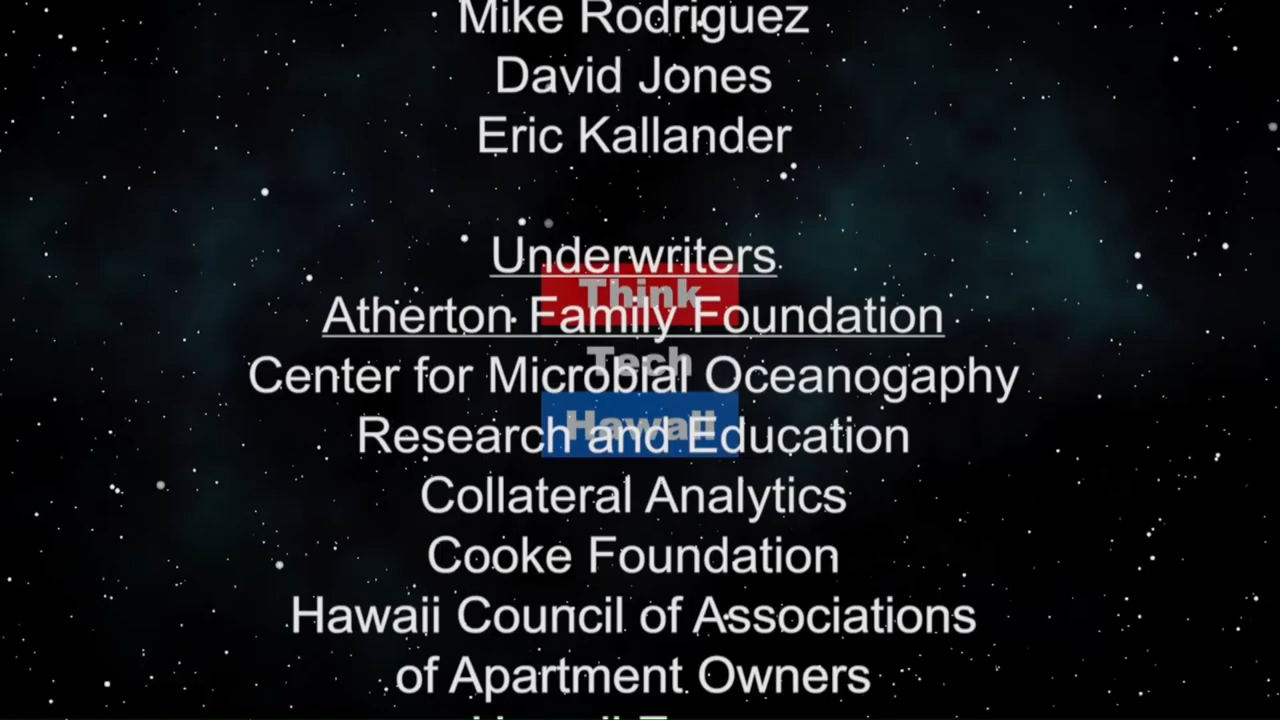 Mike Rodriguez
David Jones
Eric Kallander
Underwriters
Think
Atherton Family Foundation
Tech
Center for Microbial Oceanogaphy
Hawaii
Research and Education
Collateral Analytics
Cooke Foundation
Hawaii Council of Associations
of Apartment Owners